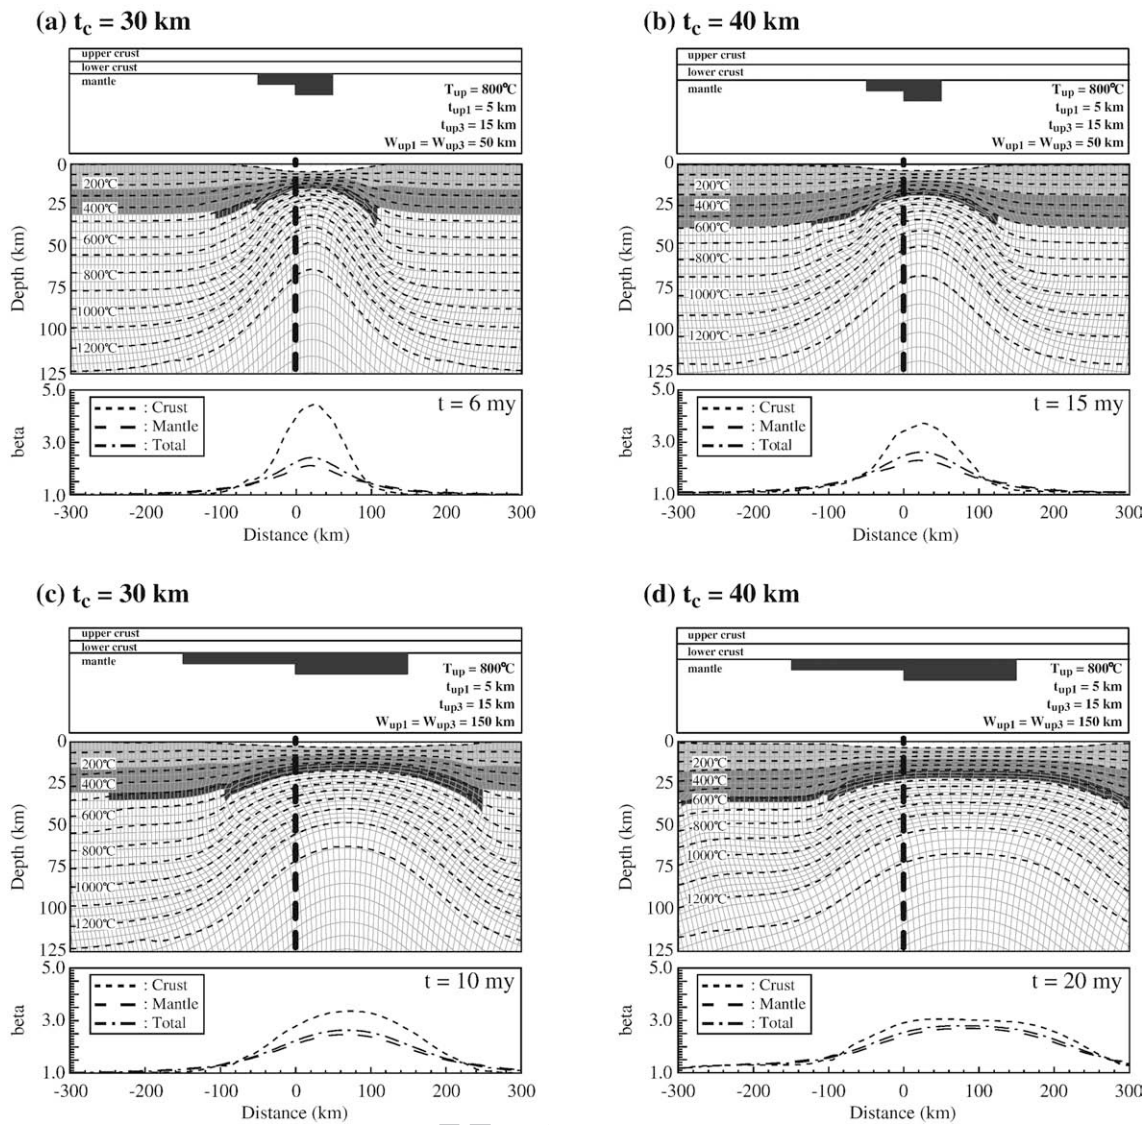 (a) tc = 30 km
upper crust
lower crust
mantle
Tup = 800℃
tup1 = 5 km
tup3 = 15 km
Wup1 = Wup3 = 50 km
0
25
50
75
100
125
Depth (km)
200℃
400℃
600℃
800℃
1000℃
1200℃
5.0
3.0
1.0
beta
: Crust
: Mantle
: Total
t = 6 my
-300 -200 -100 0 100 200 300
Distance (km)
(b) tc = 40 km
upper crust
lower crust
mantle
Tup = 800℃
tup1 = 5 km
tup3 = 15 km
Wup1 = Wup3 = 50 km
0
25
50
75
100
125
Depth (km)
200℃
400℃
600℃
800℃
1000℃
1200℃
5.0
3.0
1.0
beta
: Crust
: Mantle
: Total
t = 15 my
-300 -200 -100 0 100 200 300
Distance (km)
(c) tc = 30 km
upper crust
lower crust
mantle
Tup = 800℃
tup1 = 5 km
tup3 = 15 km
Wup1 = Wup3 = 150 km
0
25
50
75
100
125
Depth (km)
200℃
400℃
600℃
800℃
1000℃
1200℃
5.0
3.0
1.0
beta
: Crust
: Mantle
: Total
t = 10 my
-300 -200 -100 0 100 200 300
Distance (km)
(d) tc = 40 km
upper crust
lower crust
mantle
Tup = 800℃
tup1 = 5 km
tup3 = 15 km
Wup1 = Wup3 = 150 km
0
25
50
75
100
125
Depth (km)
200℃
400℃
600℃
800℃
1000℃
1200℃
5.0
3.0
1.0
beta
: Crust
: Mantle
: Total
t = 20 my
-300 -200 -100 0 100 200 300
Distance (km)